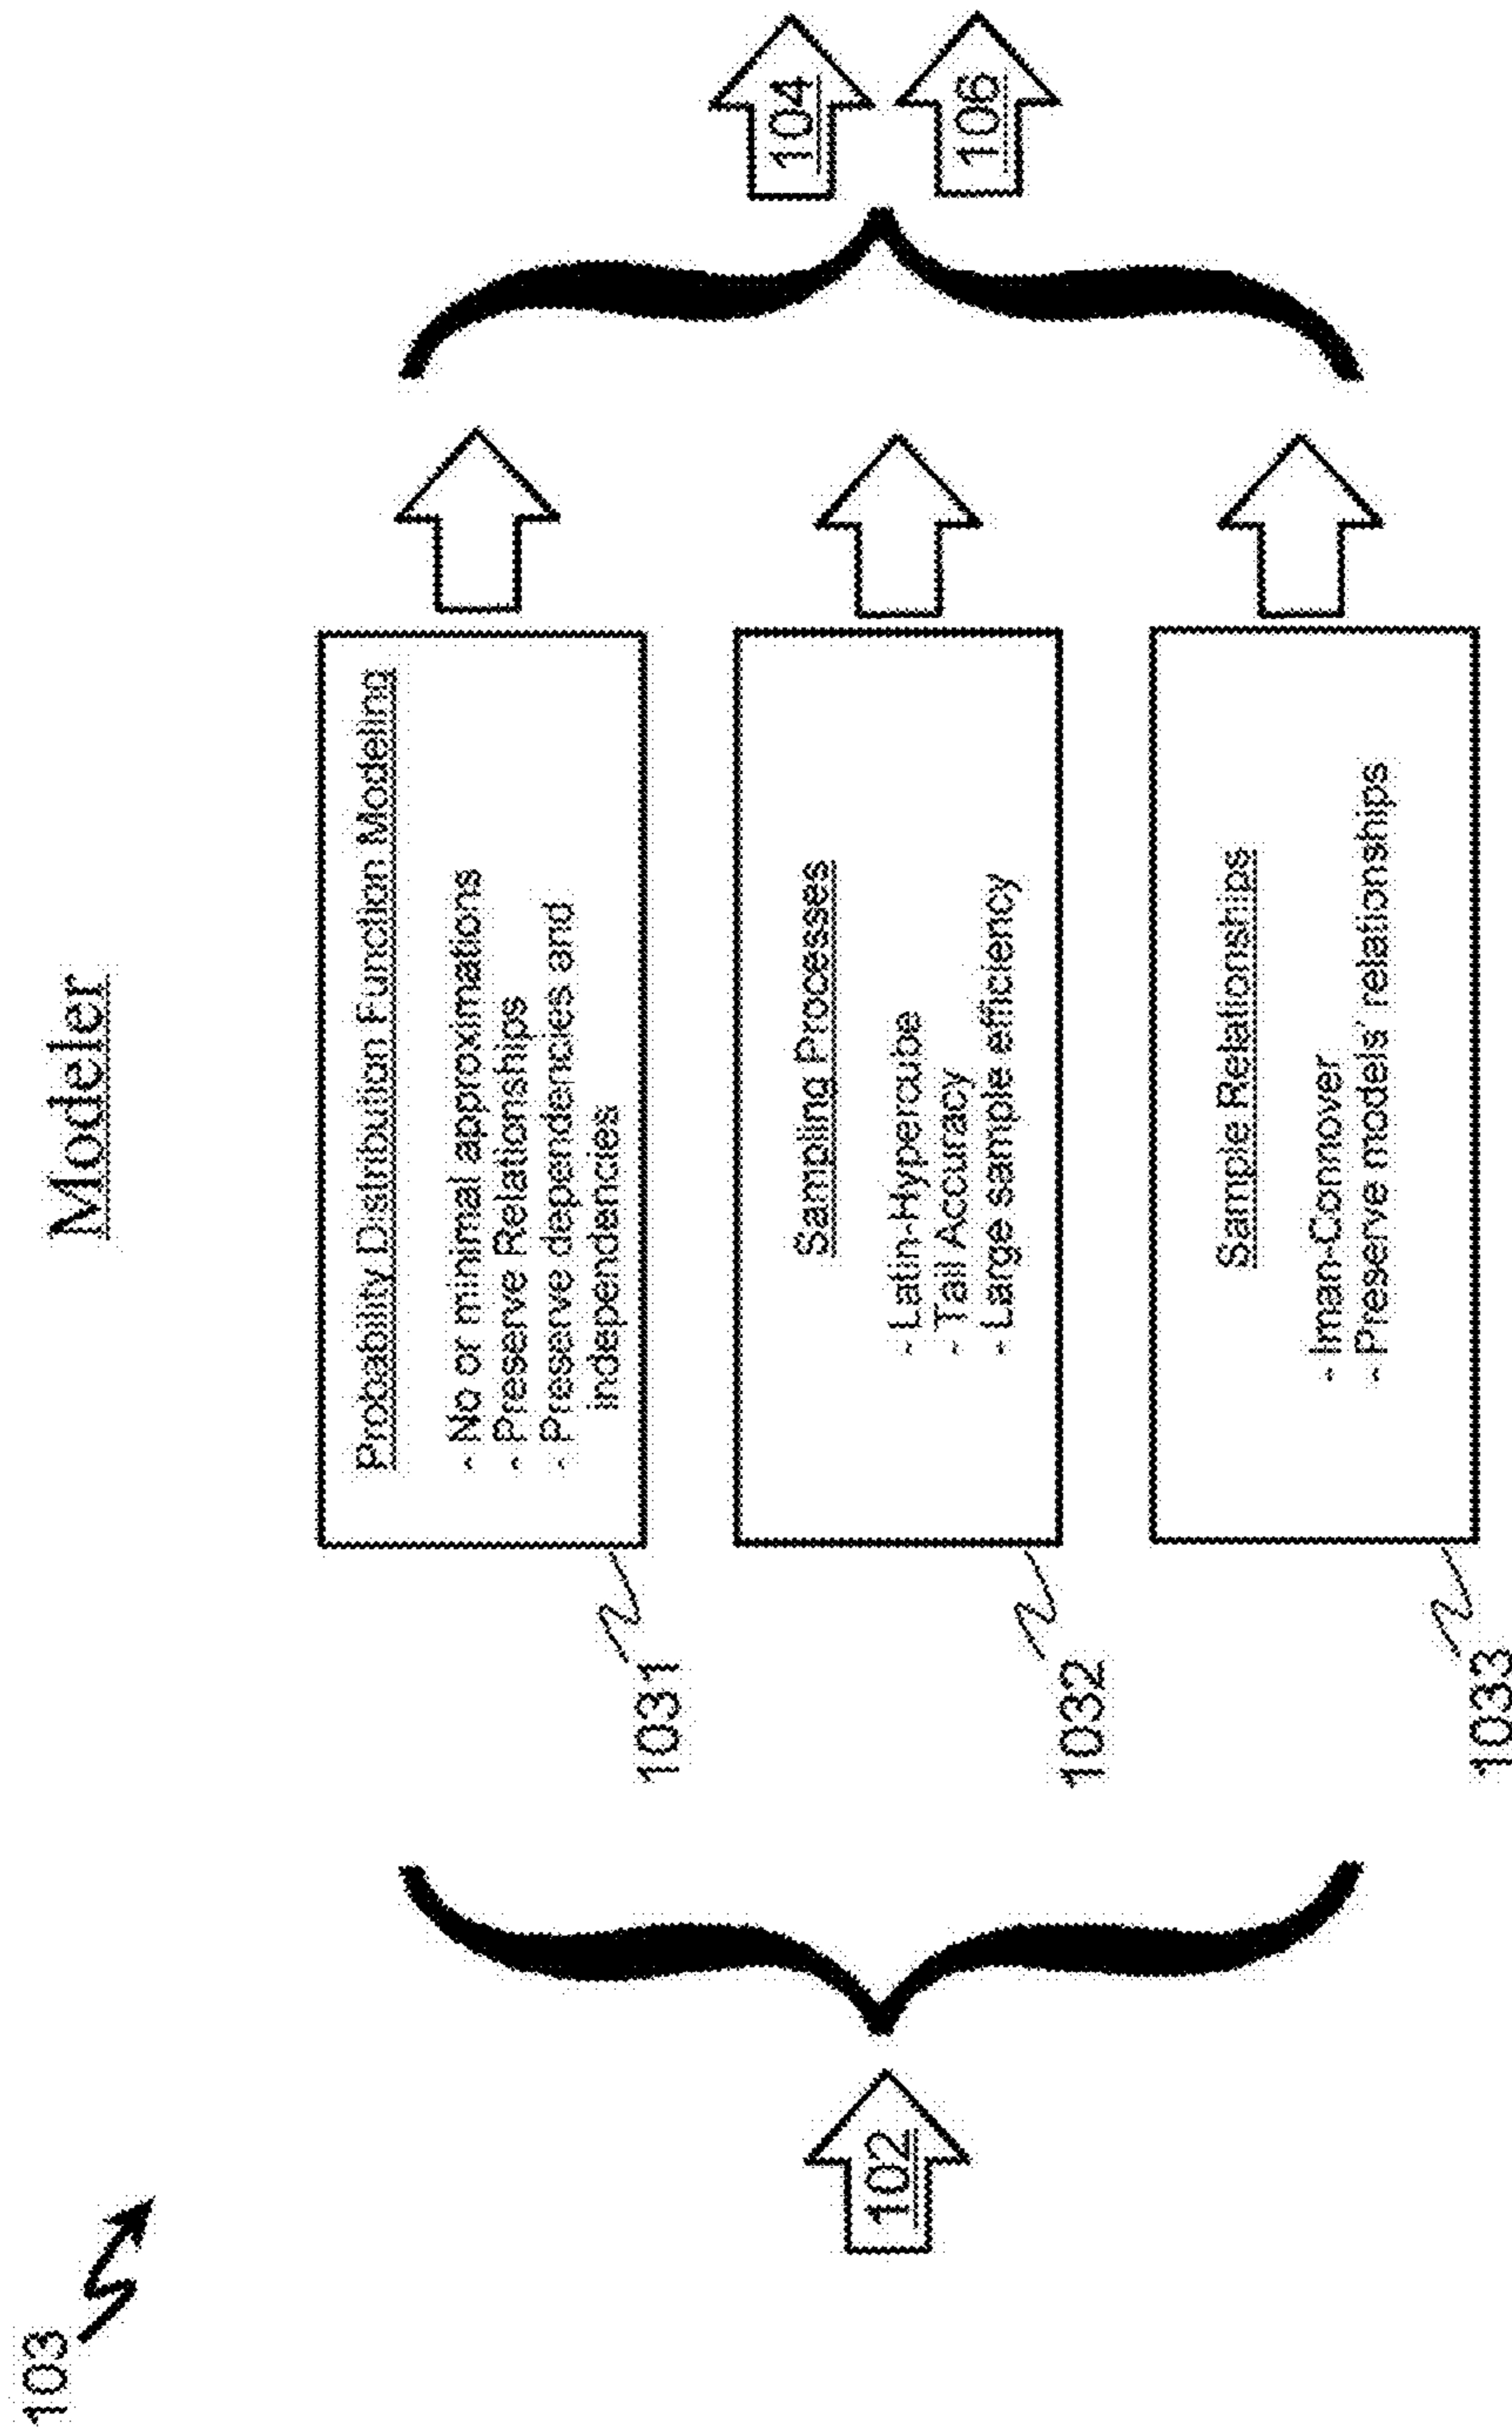 103
Modeler
102
1031
Probability Distribution Function Modeling
- No or minimal approximations
- Preserve Relationships
- Preserve dependencies and
independencies
1032
Sampling Processes
- Latin-Hypercube
- Tail Accuracy
- Large sample efficiency
1033
Sample Relationships
- Iman-Connover
- Preserve models' relationships
104
106